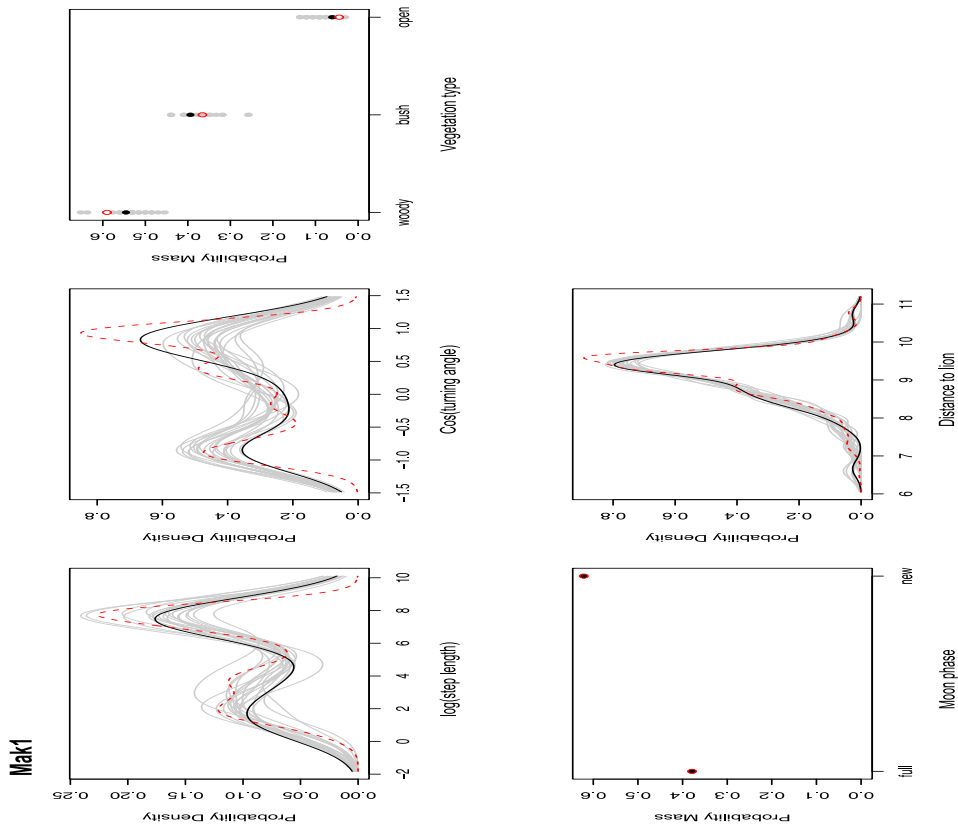 Mak1
Probability Density
0.00 0.05 0.10 0.15 0.20 0.25
−2 0 2 4 6 8 10
log(step length)
Probability Density
0.0 0.2 0.4 0.6 0.8
−1.5 −1.0 −0.5 0.0 0.5 1.0 1.5
Cos(turning angle)
Probability Mass
0.0 0.1 0.2 0.3 0.4 0.5 0.6
woody bush open
Vegetation type
Probability Mass
0.0 0.1 0.2 0.3 0.4 0.5 0.6
full new
Moon phase
Probability Density
0.0 0.2 0.4 0.6 0.8
6 7 8 9 10 11
Distance to lion